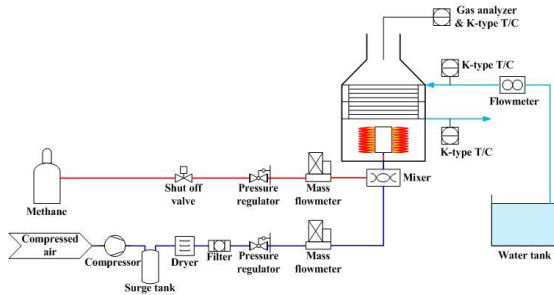 Gas analyzer
& K-type T/C
K-type T/C
Flowmeter
K-type T/C
Shut off
valve
Pressure
regulator
Mass
flowmeter
Mixer
Methane
Compressed
air
Compressor
Surge tank
Dryer
Filter
Pressure
regulator
Mass
flowmeter
Water tank